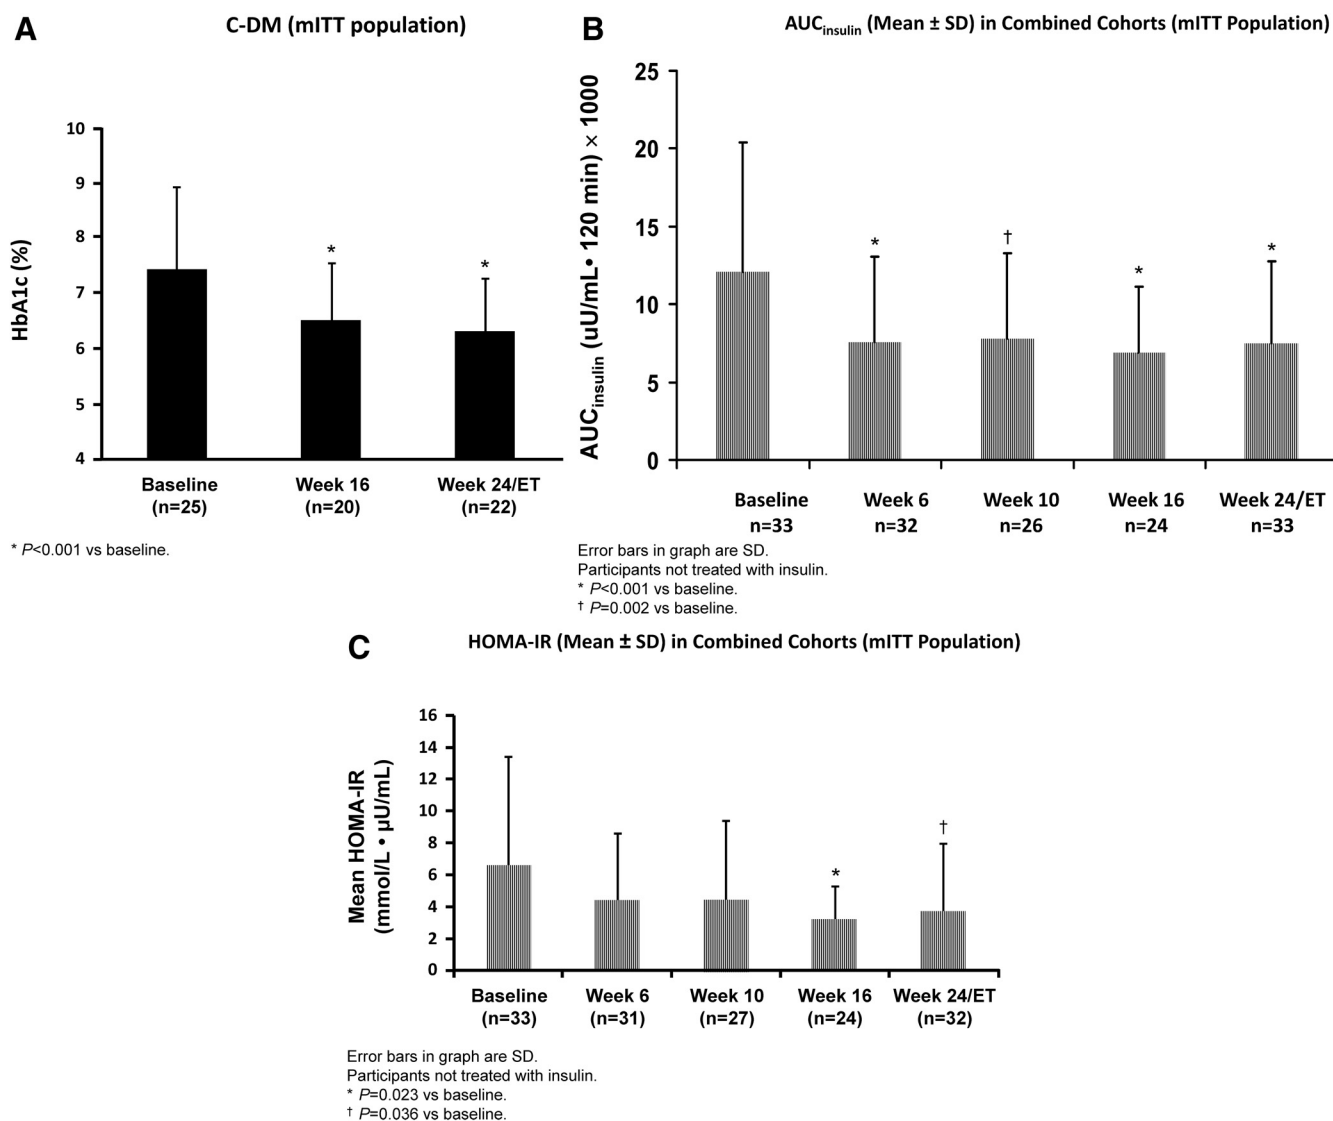 A
C-DM (mITT population)
HbA1c (%)
10
9
8
7
6
5
4
*
*
Baseline
(n=25)
Week 16
(n=20)
Week 24/ET
(n=22)
* P<0.001 vs baseline.
B
AUCinsulin (Mean ± SD) in Combined Cohorts (mITT Population)
AUCinsulin (uU/mL• 120 min) × 1000
25
20
15
10
5
0
*
†
*
*
Baseline
n=33
Week 6
n=32
Week 10
n=26
Week 16
n=24
Week 24/ET
n=33
Error bars in graph are SD.
Participants not treated with insulin.
* P<0.001 vs baseline.
† P=0.002 vs baseline.
C
HOMA-IR (Mean ± SD) in Combined Cohorts (mITT Population)
Mean HOMA-IR
(mmol/L • µU/mL)
16
14
12
10
8
6
4
2
0
*
†
Baseline
(n=33)
Week 6
(n=31)
Week 10
(n=27)
Week 16
(n=24)
Week 24/ET
(n=32)
Error bars in graph are SD.
Participants not treated with insulin.
* P=0.023 vs baseline.
† P=0.036 vs baseline.